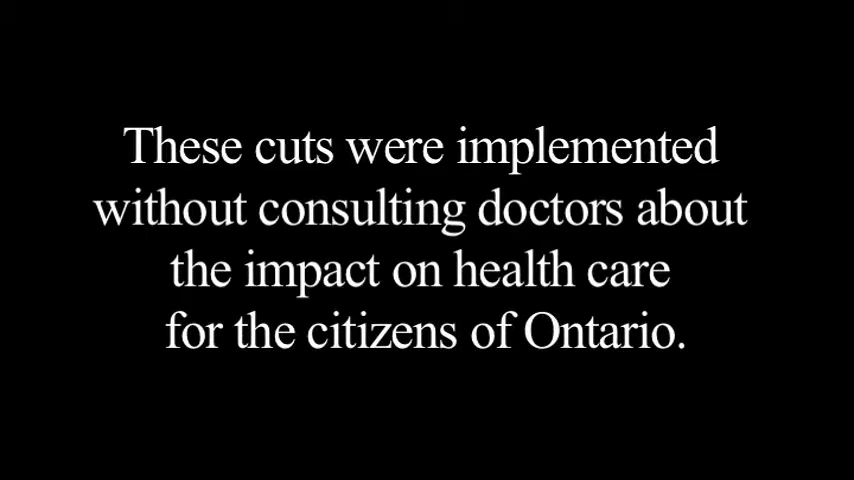 These cuts were implemented
without consulting doctors about
the impact on health care
for the citizens of Ontario.